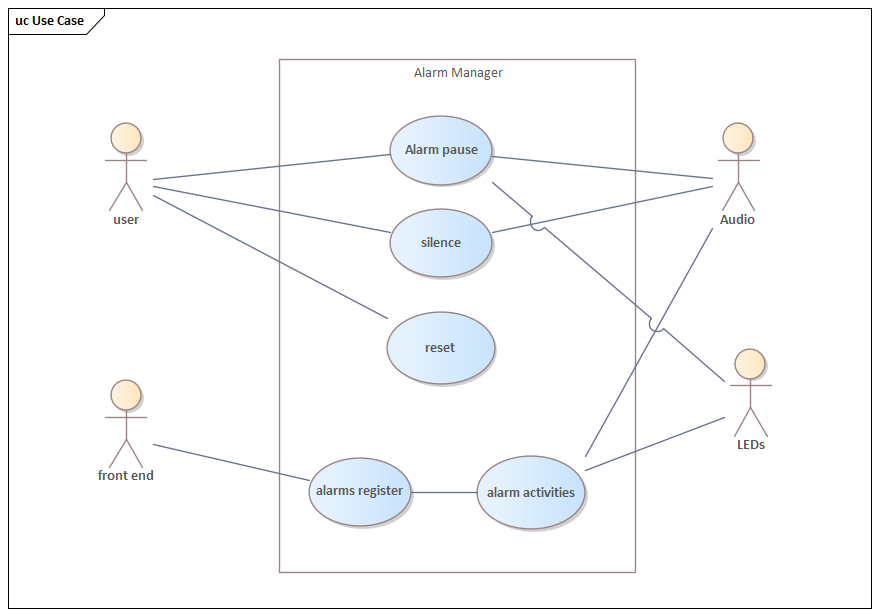 uc Use Case
Alarm Manager
Alarm pause
user
Audio
silence
reset
LEDs
front end
alarms register
alarm activities